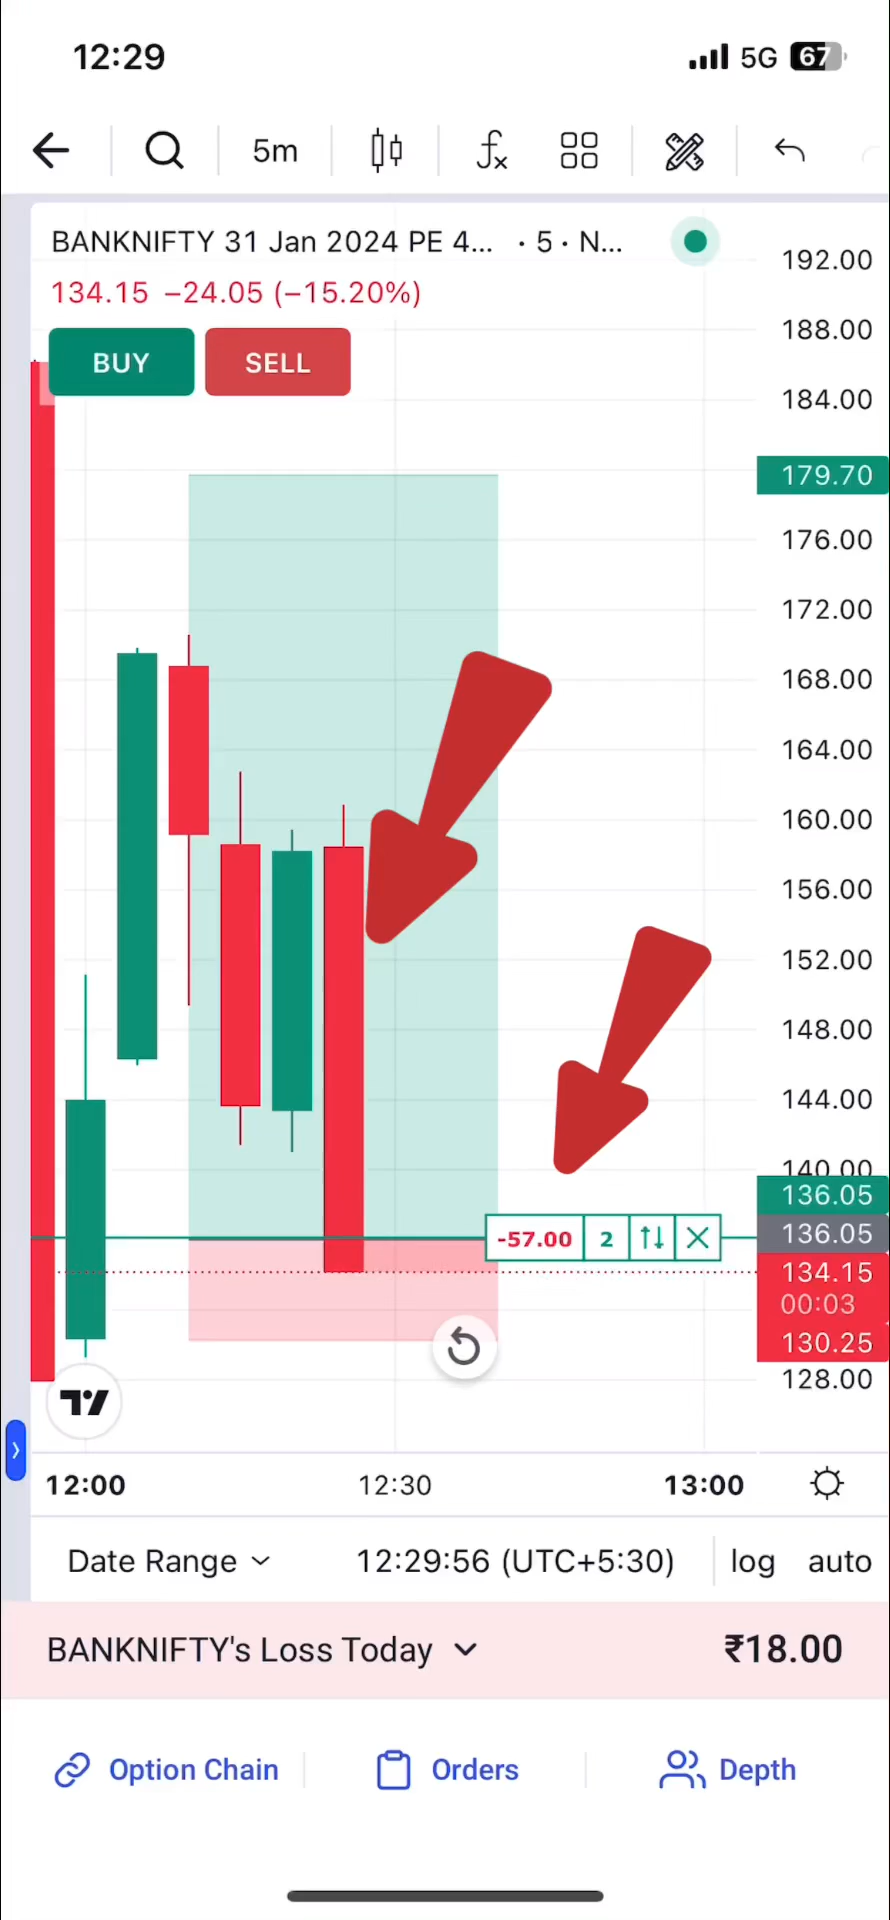 12:29
5G 67
5m
BANKNIFTY 31 Jan 2024 PE 4... · 5 · N...
134.15 −24.05 (−15.20%)
BUY SELL
192.00
188.00
184.00
179.70
176.00
172.00
168.00
164.00
160.00
156.00
152.00
148.00
144.00
140.00
136.05
-57.00 2
136.05
134.15
00:03
130.25
128.00
12:00 12:30 13:00
Date Range 12:29:56 (UTC+5:30) log auto
BANKNIFTY's Loss Today ₹18.00
Option Chain Orders Depth